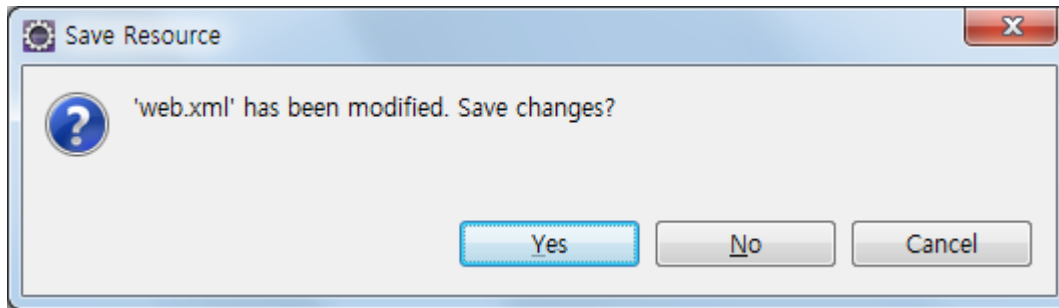 Save Resource
'web.xml' has been modified. Save changes?
Yes
No
Cancel